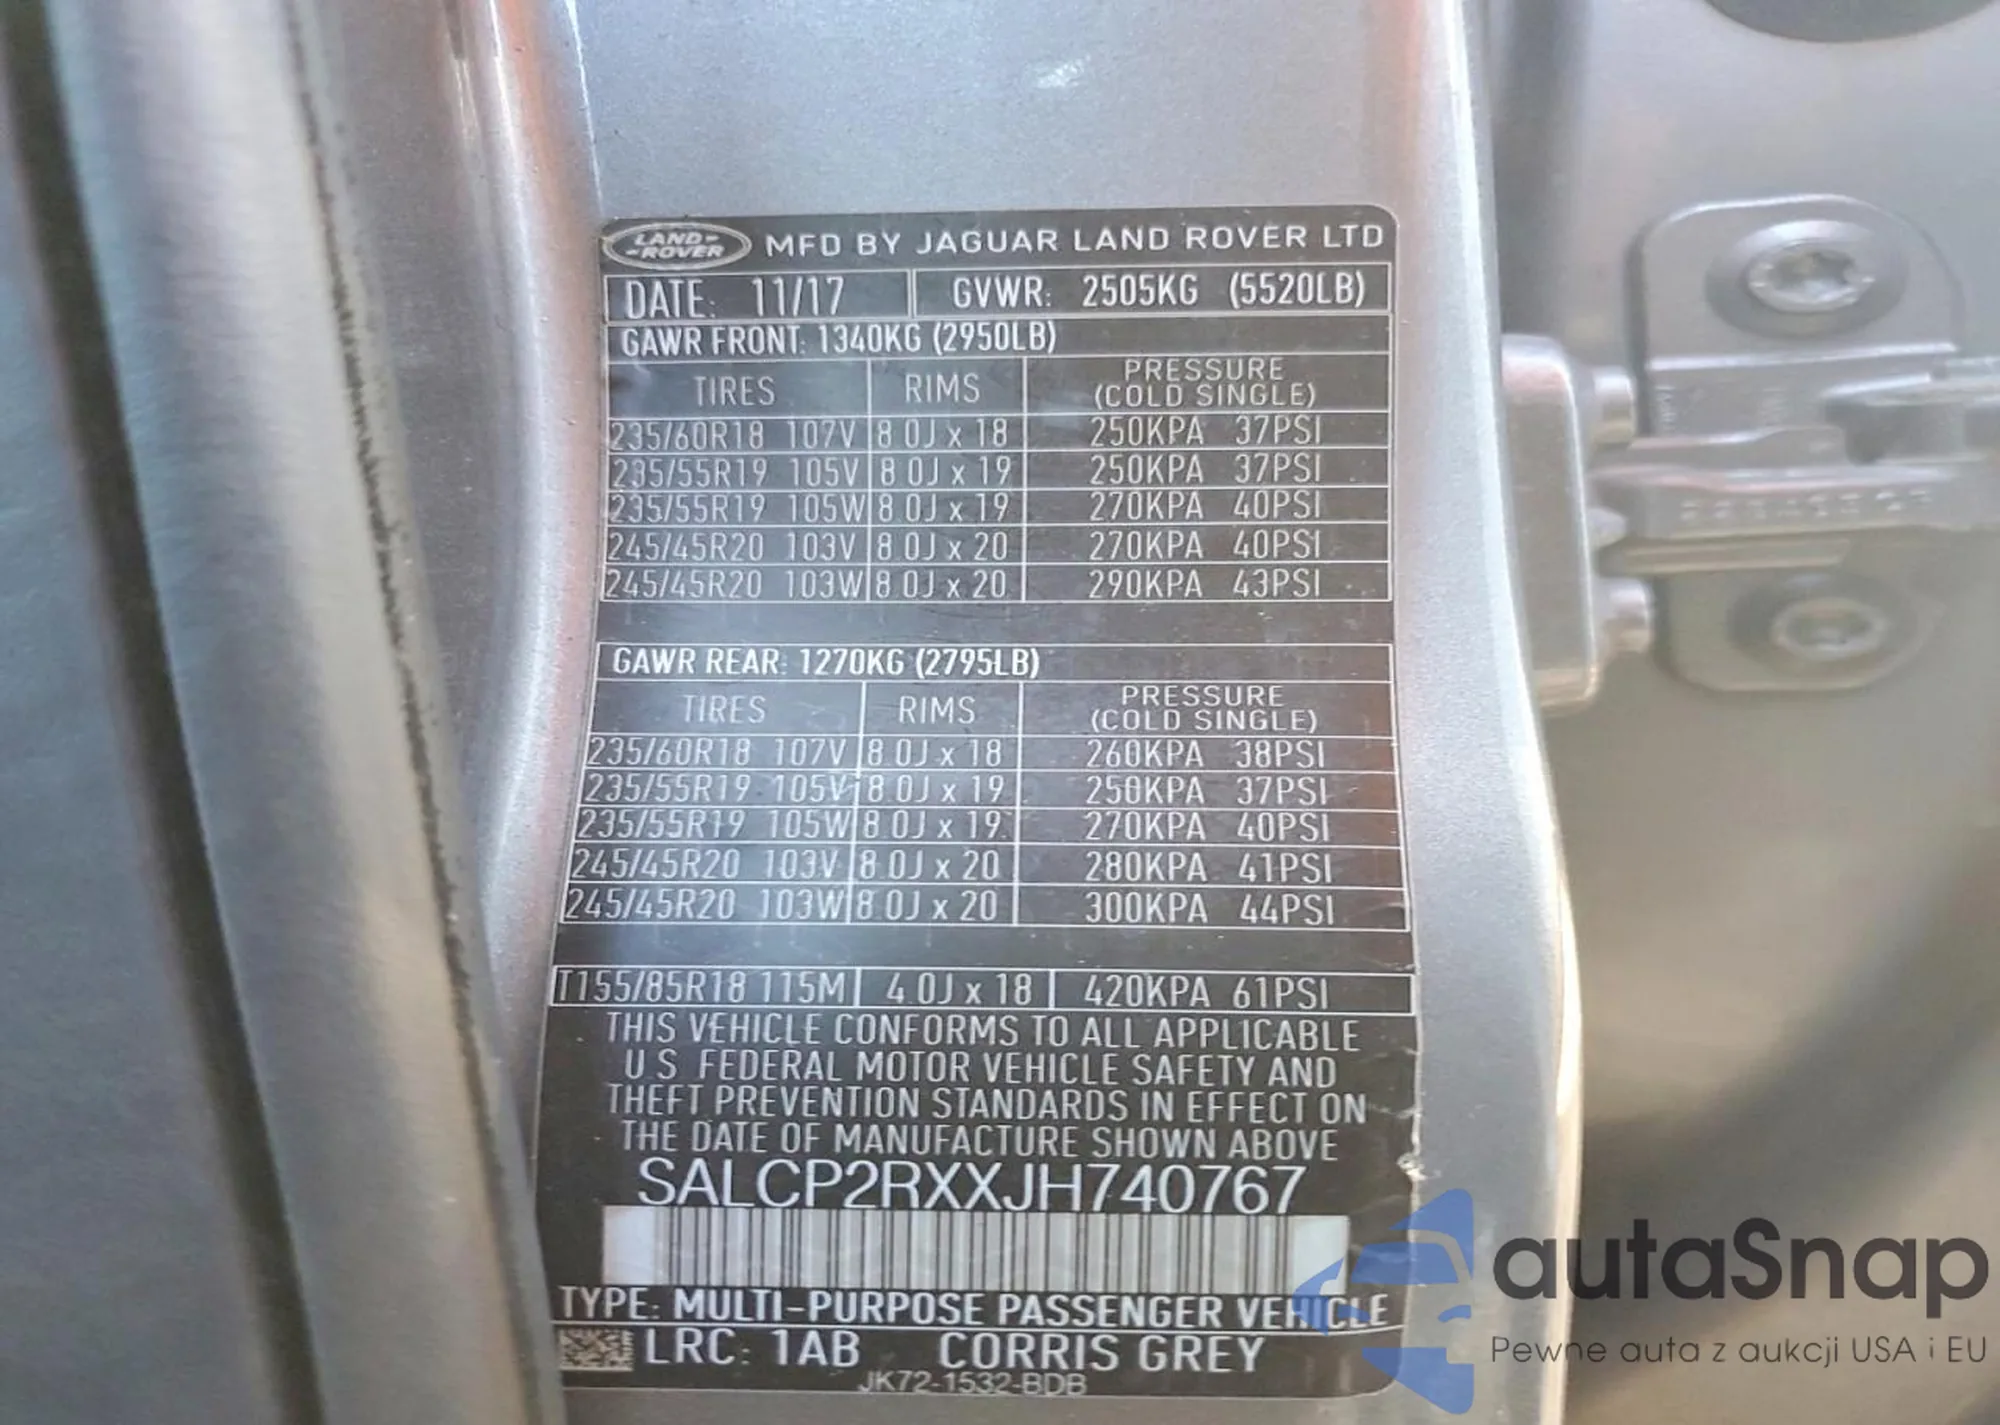 LAND ROVER MFD BY JAGUAR LAND ROVER LTD
DATE: 11/17 GVWR: 2505KG (5520LB)
GAWR FRONT: 1340KG (2950LB)
TIRES RIMS PRESSURE (COLD SINGLE)
235/60R18 107V 8.0J x 18 250KPA 37PSI
235/55R19 105V 8.0J x 19 250KPA 37PSI
235/55R19 105W 8.0J x 19 270KPA 40PSI
245/45R20 103V 8.0J x 20 270KPA 40PSI
245/45R20 103W 8.0J x 20 290KPA 43PSI
GAWR REAR: 1270KG (2795LB)
TIRES RIMS PRESSURE (COLD SINGLE)
235/60R18 107V 8.0J x 18 260KPA 38PSI
235/55R19 105V 8.0J x 19 250KPA 37PSI
235/55R19 105W 8.0J x 19 270KPA 40PSI
245/45R20 103V 8.0J x 20 280KPA 41PSI
245/45R20 103W 8.0J x 20 300KPA 44PSI
T155/85R18 115M 4.0J x 18 420KPA 61PSI
THIS VEHICLE CONFORMS TO ALL APPLICABLE
U.S. FEDERAL MOTOR VEHICLE SAFETY AND
THEFT PREVENTION STANDARDS IN EFFECT ON
THE DATE OF MANUFACTURE SHOWN ABOVE
SALCP2RXXJH740767
TYPE: MULTI-PURPOSE PASSENGER VEHICLE
LRC: 1AB CORRIS GREY
JK72-1532-BDB
autaSnap
Pewne auta z aukcji USA i EU